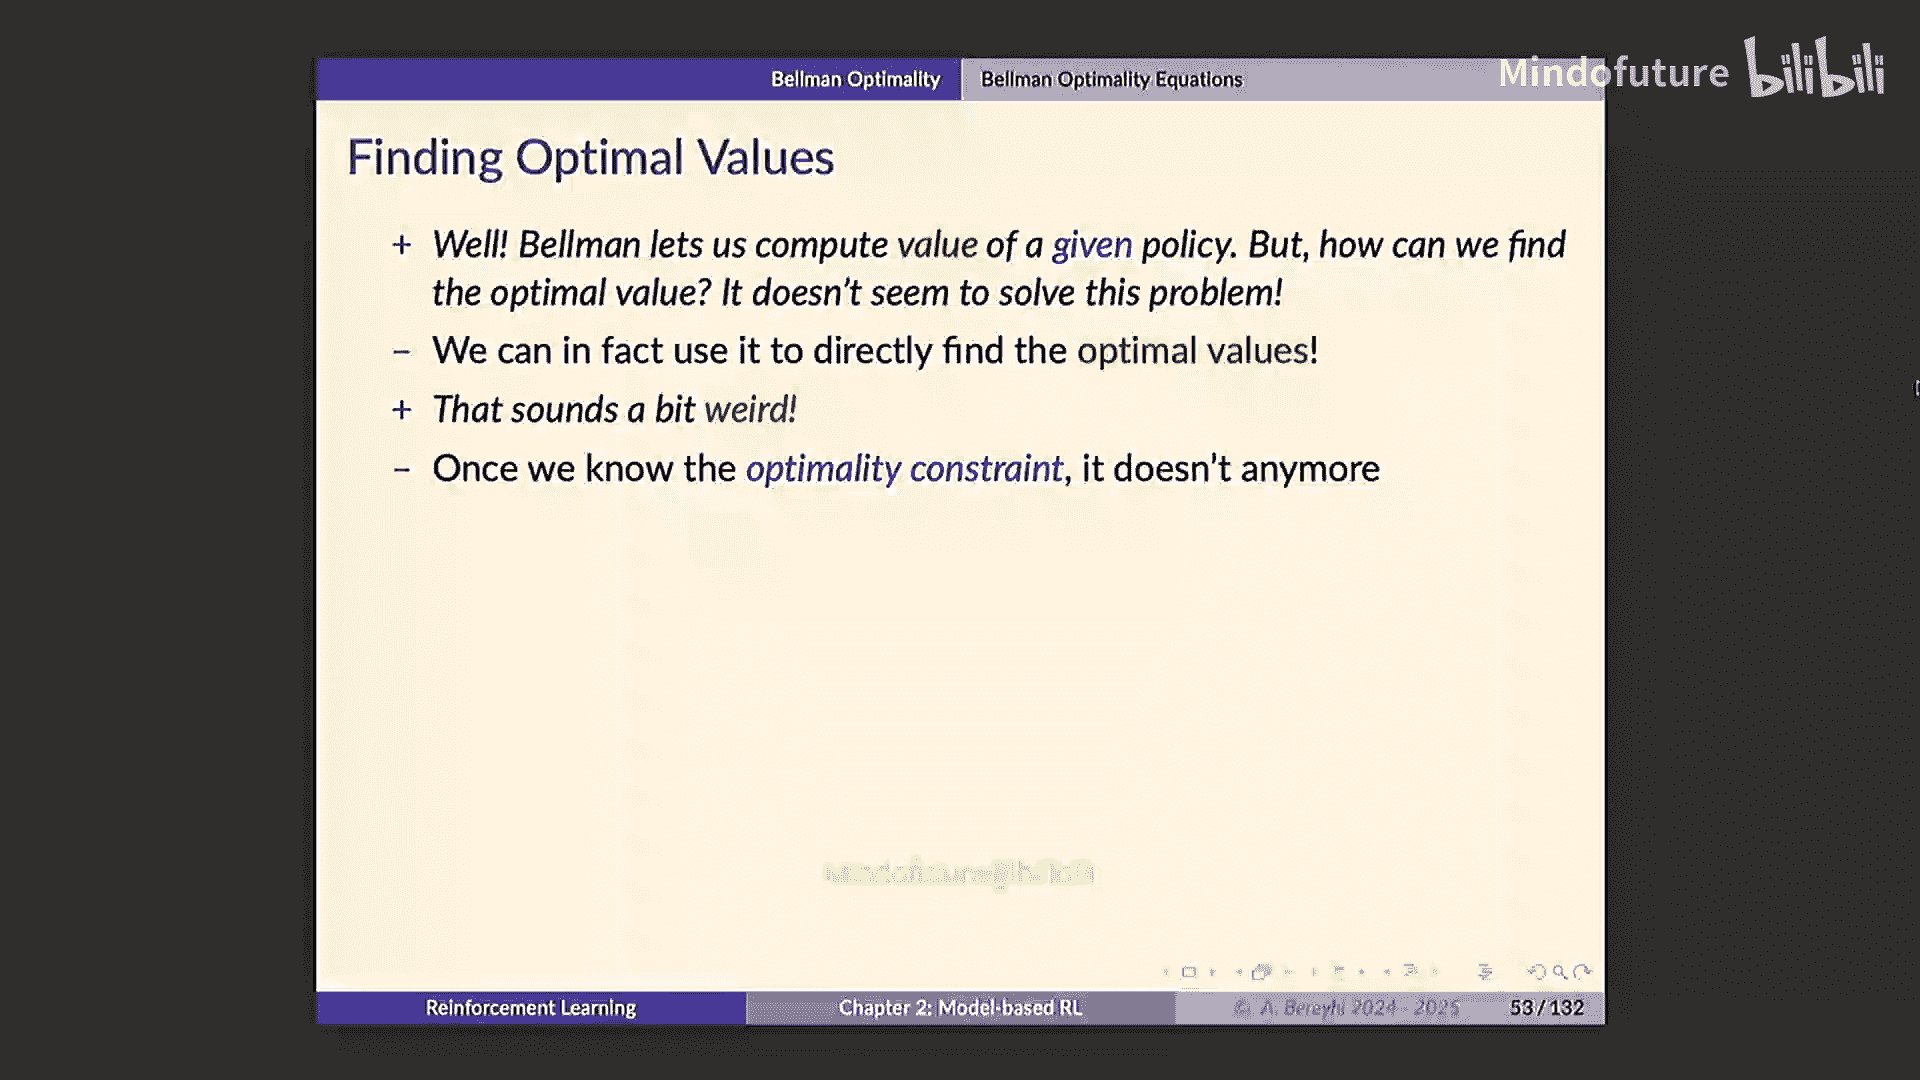 Mindofuture bilibili
Bellman Optimality Bellman Optimality Equations
Finding Optimal Values
+ Well! Bellman lets us compute value of a given policy. But, how can we find
the optimal value? It doesn't seem to solve this problem!
– We can in fact use it to directly find the optimal values!
+ That sounds a bit weird!
– Once we know the optimality constraint, it doesn't anymore
Reinforcement Learning Chapter 2: Model-based RL © A. Bereyhi 2024 - 2025 53 / 132